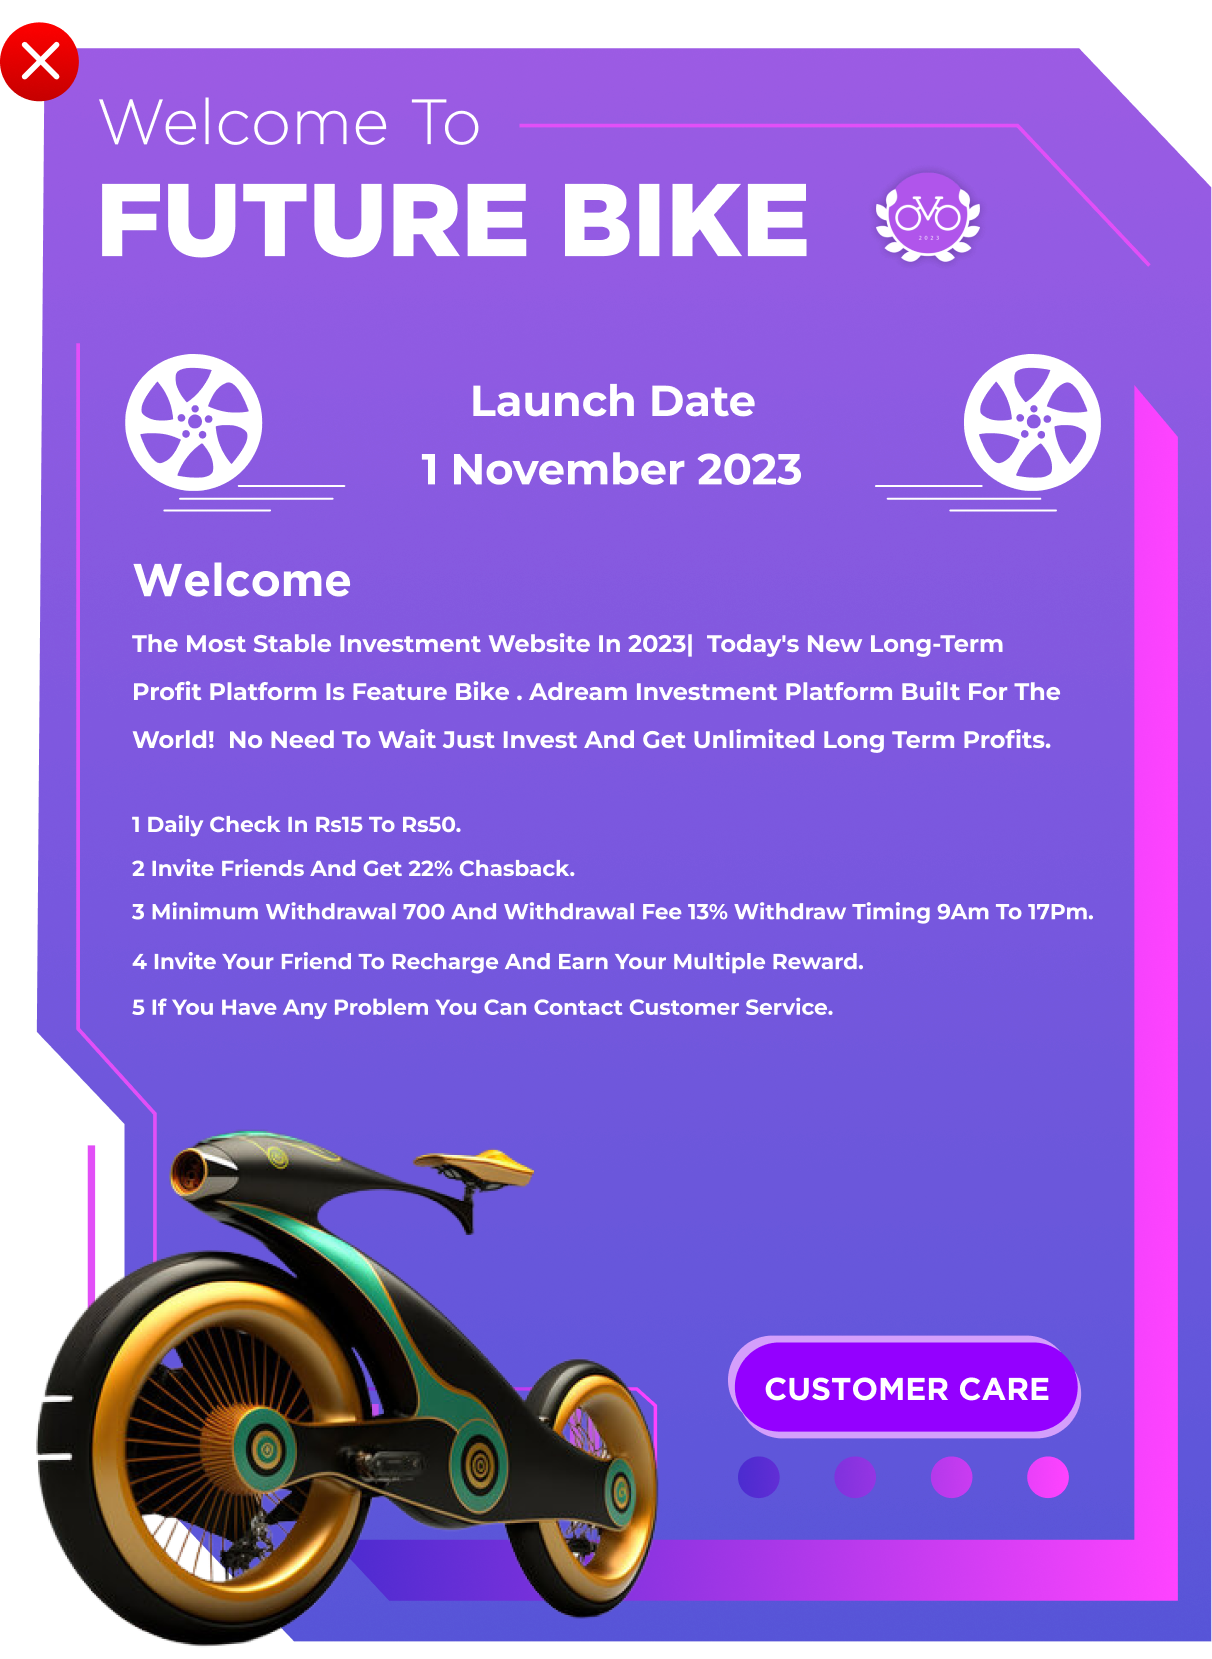 Welcome To
FUTURE BIKE
2023
Launch Date
1 November 2023
Welcome
The Most Stable Investment Website In 2023|  Today's New Long-Term
Profit Platform Is Feature Bike . Adream Investment Platform Built For The
World!  No Need To Wait Just Invest And Get Unlimited Long Term Profits.
1 Daily Check In Rs15 To Rs50.
2 Invite Friends And Get 22% Chasback.
3 Minimum Withdrawal 700 And Withdrawal Fee 13% Withdraw Timing 9Am To 17Pm.
4 Invite Your Friend To Recharge And Earn Your Multiple Reward.
5 If You Have Any Problem You Can Contact Customer Service.
CUSTOMER CARE